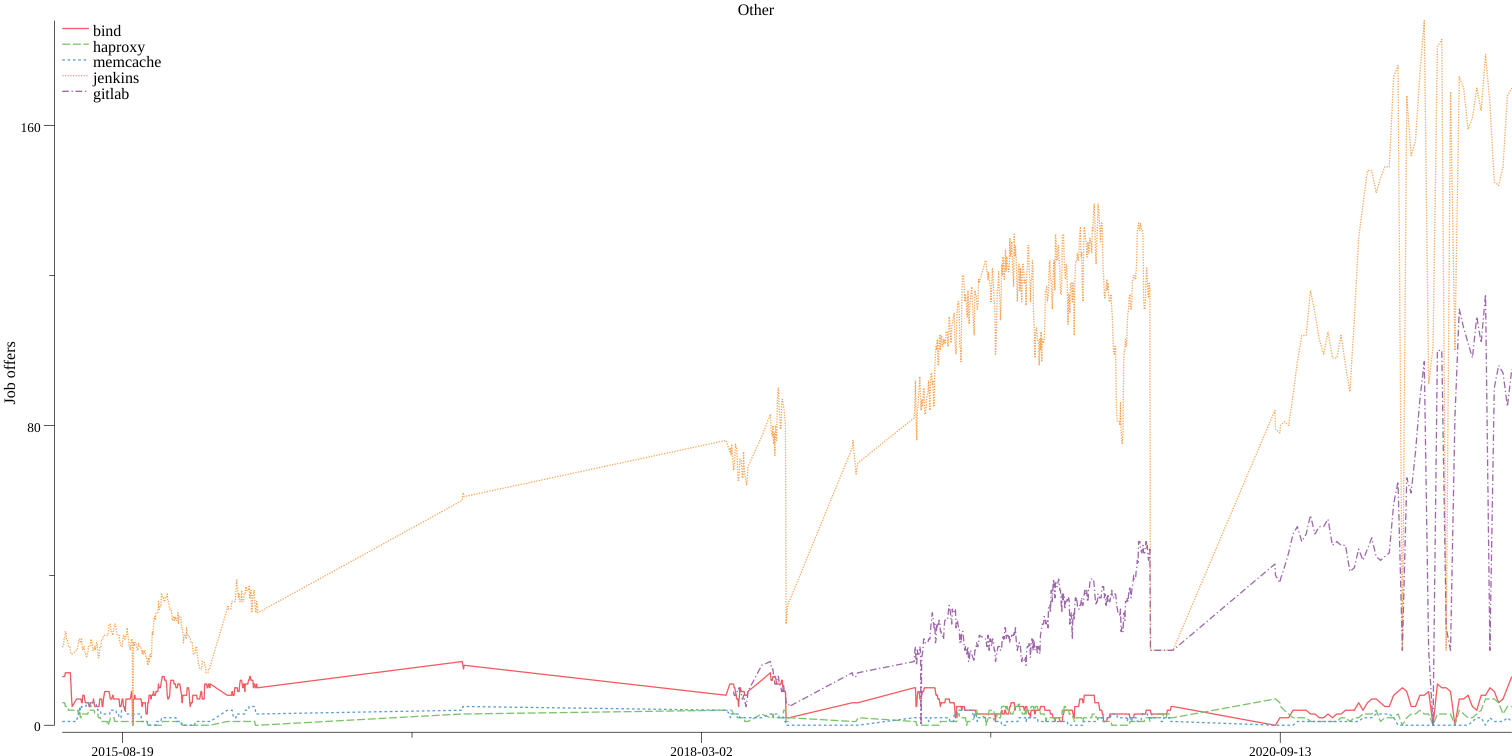 Other
bind
haproxy
memcache
jenkins
gitlab
160
80
0
Job offers
2015-08-19
2018-03-02
2020-09-13